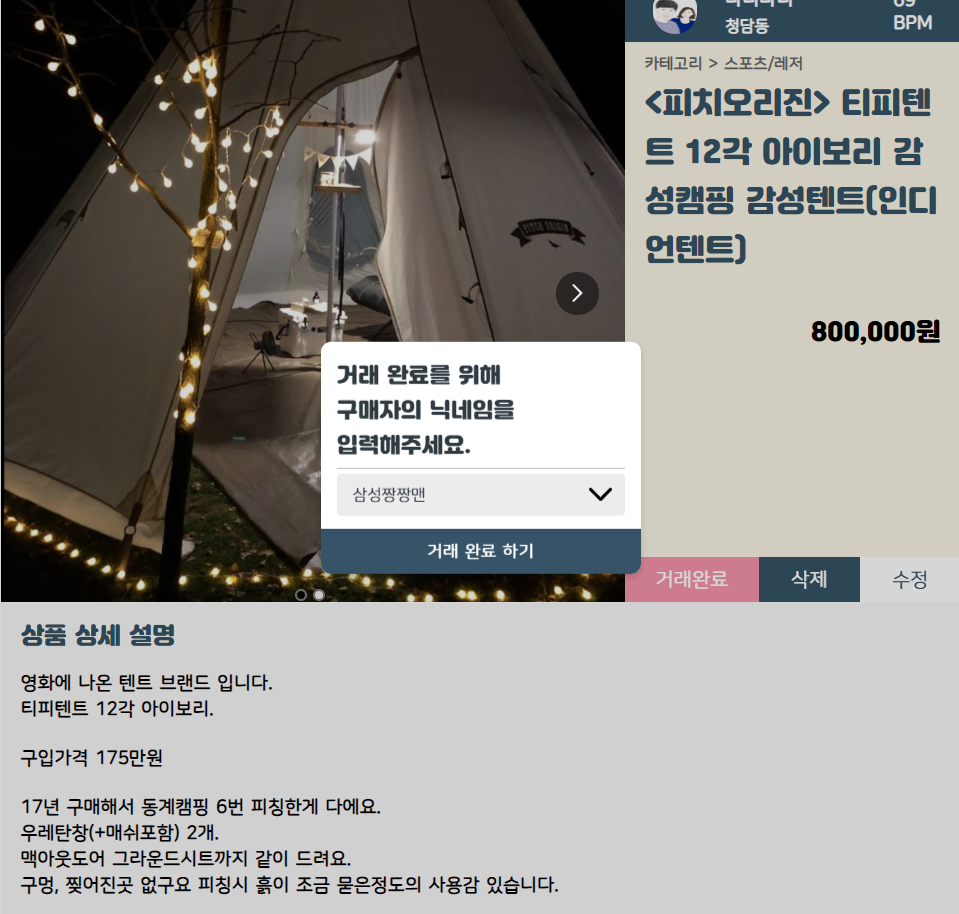 69
청담동
BPM
카테고리 > 스포츠/레저
<피치오리진> 티피텐
트 12각 아이보리 감
성캠핑 감성텐트(인디
언텐트)
800,000원
PITCH ORIGIN
거래 완료를 위해
구매자의 닉네임을
입력해주세요.
삼성짱짱맨
거래 완료 하기
거래완료
삭제
수정
상품 상세 설명
영화에 나온 텐트 브랜드 입니다.
티피텐트 12각 아이보리.
구입가격 175만원
17년 구매해서 동계캠핑 6번 피칭한게 다에요.
우레탄창(+매쉬포함) 2개.
맥아웃도어 그라운드시트까지 같이 드려요.
구멍, 찢어진곳 없구요 피칭시 흙이 조금 묻은정도의 사용감 있습니다.